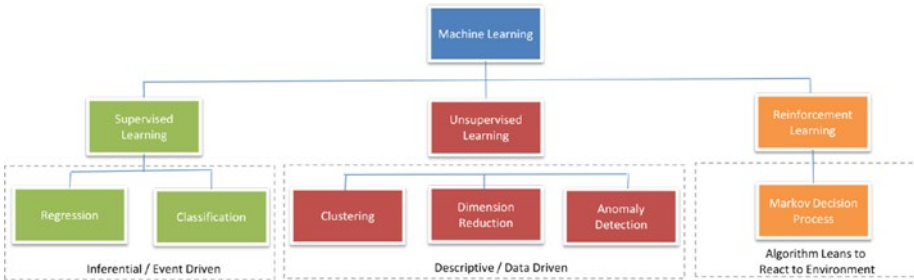 Machine Learning
Supervised
Learning
Unsupervised
Learning
Reinforcement
Learning
Regression
Classification
Clustering
Dimension
Reduction
Anomaly
Detection
Markov Decision
Process
Inferential / Event Driven
Descriptive / Data Driven
Algorithm Leans to
React to Environment